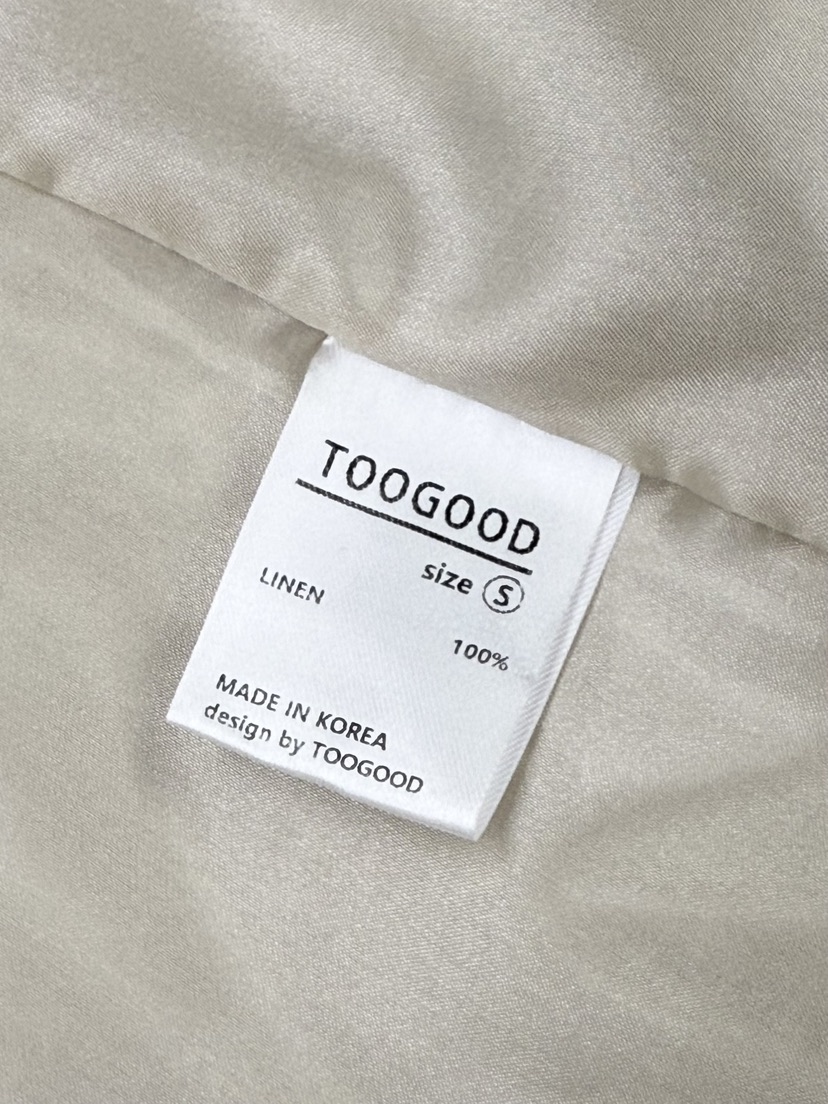 TOOGOOD
size S
LINEN
100%
MADE IN KOREA
design by TOOGOOD